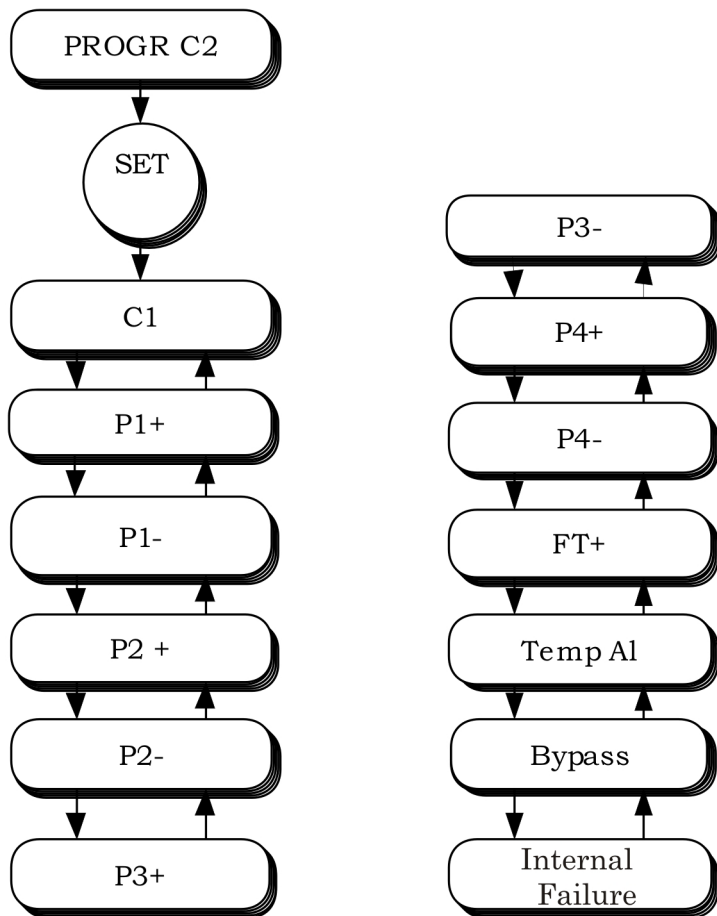 PROGR C2
SET
C1
P1+
P1-
P2 +
P2-
P3+
P3-
P4+
P4-
FT+
Temp Al
Bypass
Internal
Failure